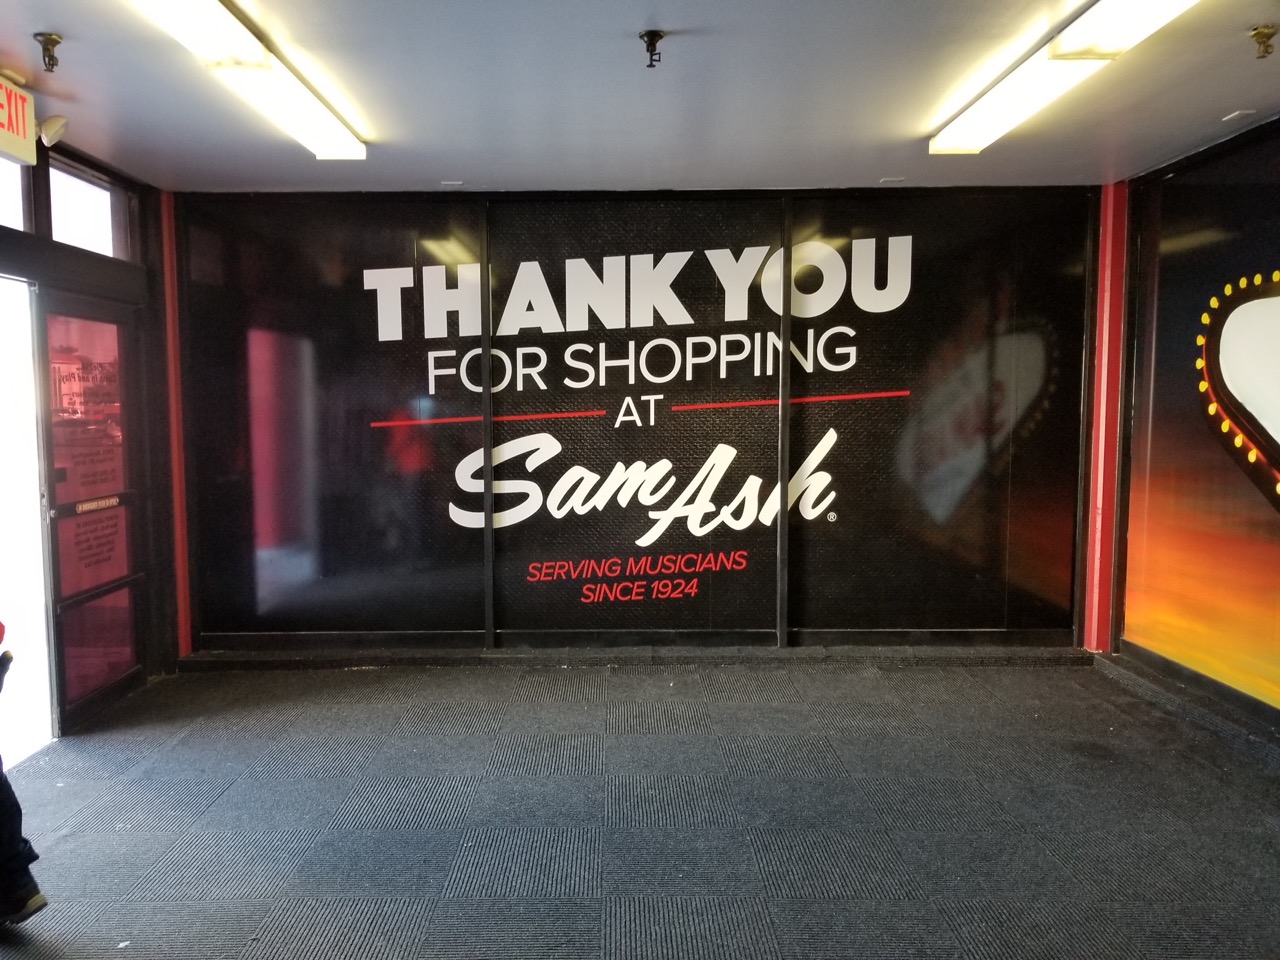 EXIT
THANK YOU
FOR SHOPPING
AT
Sam Ash®
SERVING MUSICIANS
SINCE 1924